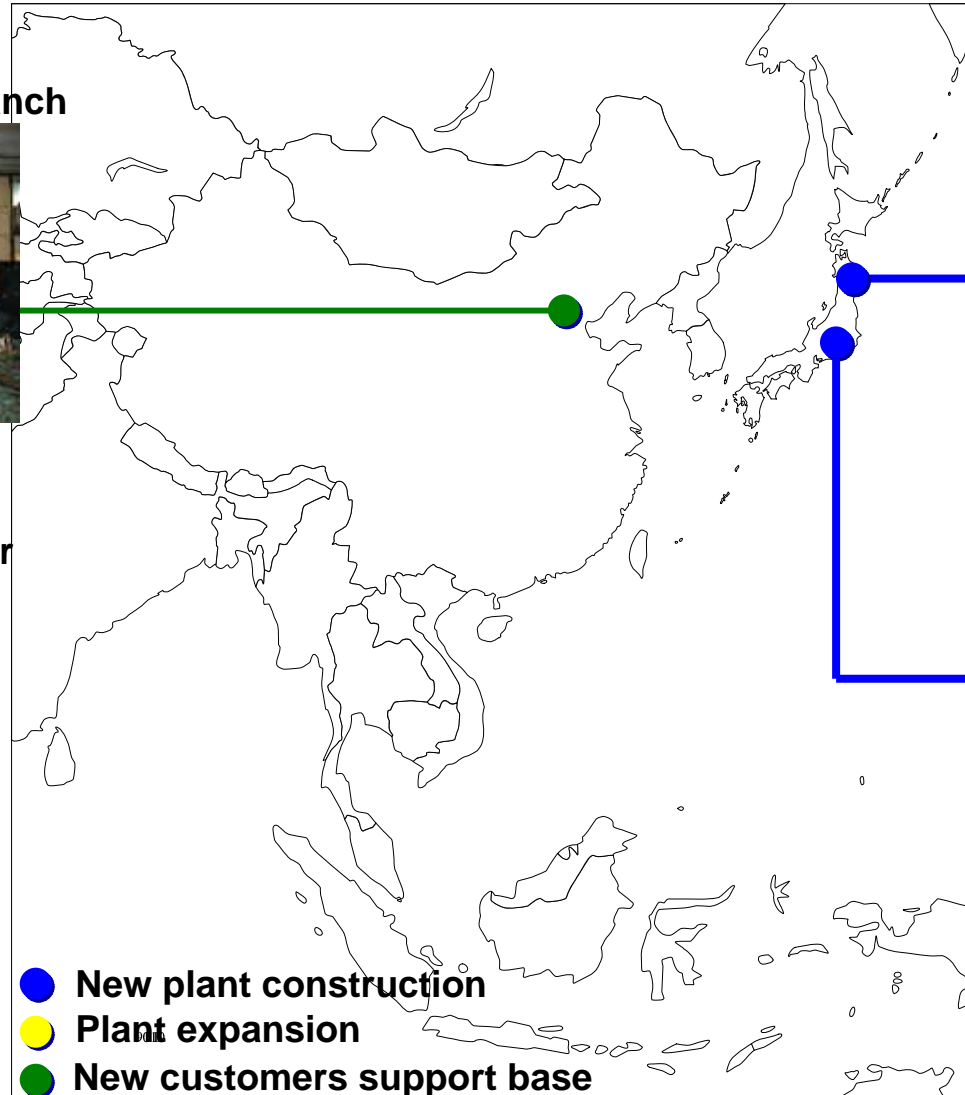 nch
r
New plant construction
Plant expansion
New customers support base